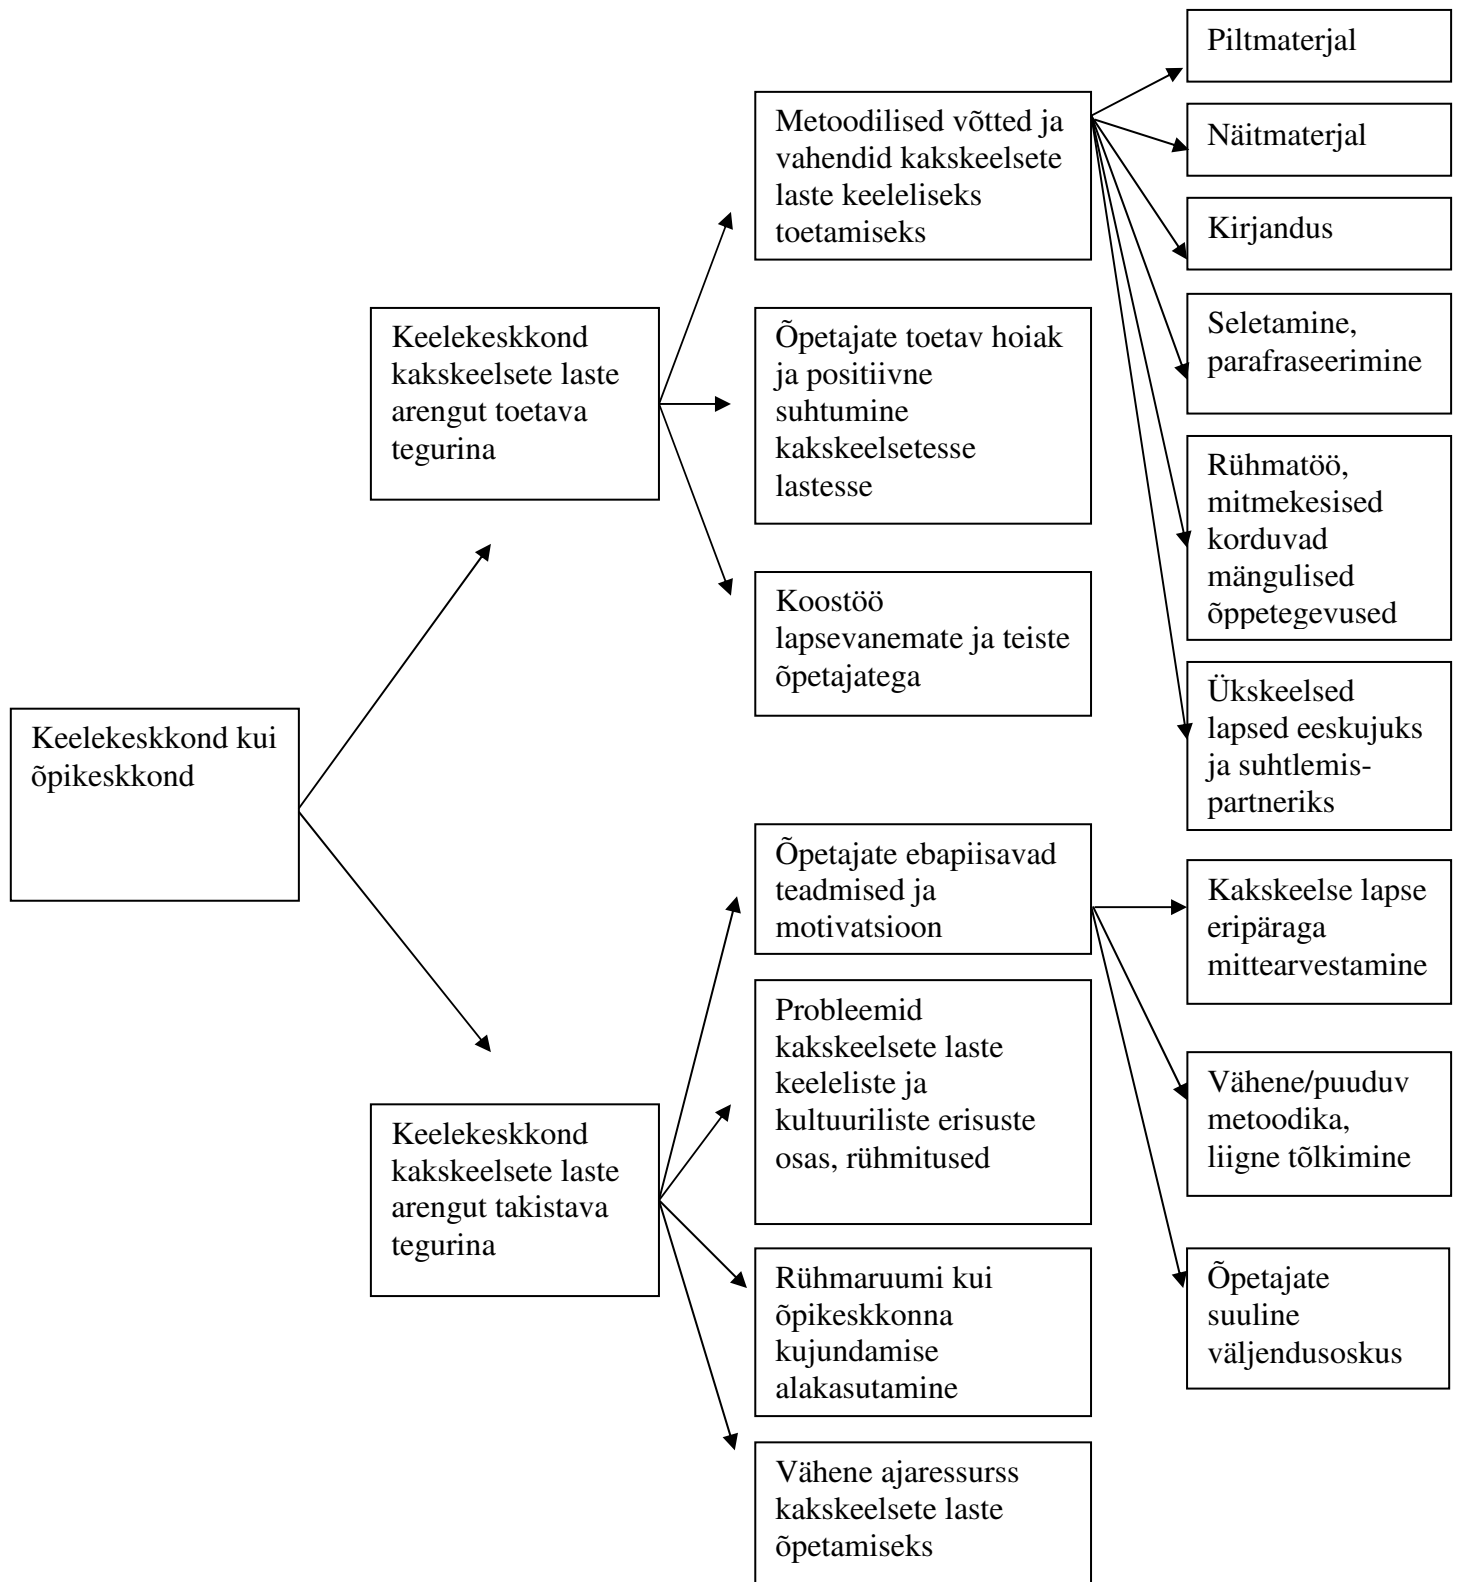 Keelekeskkond kui
õpikeskkond
Keelekeskkond
kakskeelsete laste
arengut toetava
tegurina
Metoodilised võtted ja
vahendid kakskeelsete
laste keeleliseks
toetamiseks
Piltmaterjal
Näitmaterjal
Kirjandus
Seletamine,
parafraseerimine
Rühmatöö,
mitmekesised
korduvad
mängulised
õppetegevused
Ükskeelsed
lapsed eeskujuks
ja suhtlemis-
partneriks
Õpetajate toetav hoiak
ja positiivne
suhtumine
kakskeelsetesse
lastesse
Koostöö
lapsevanemate ja teiste
õpetajatega
Keelekeskkond
kakskeelsete laste
arengut takistava
tegurina
Õpetajate ebapiisavad
teadmised ja
motivatsioon
Kakskeelse lapse
eripäraga
mittearvestamine
Vähene/puuduv
metoodika,
liigne tõlkimine
Õpetajate
suuline
väljendusoskus
Probleemid
kakskeelsete laste
keeleliste ja
kultuuriliste erisuste
osas, rühmitused
Rühmaruumi kui
õpikeskkonna
kujundamise
alakasutamine
Vähene ajaressurss
kakskeelsete laste
õpetamiseks